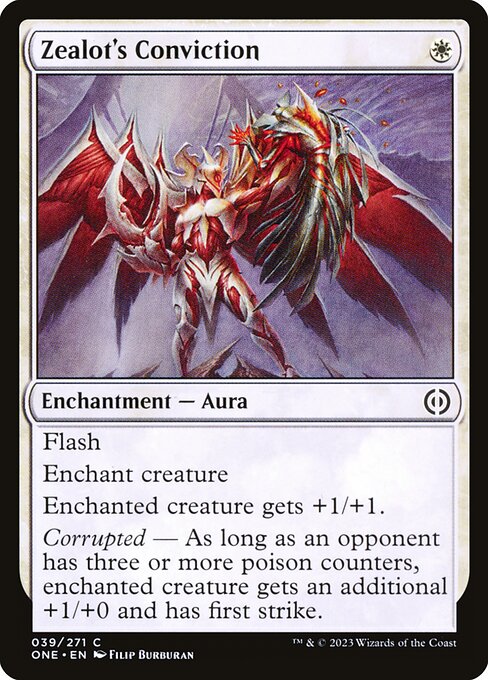 Zealot's Conviction
Enchantment — Aura
Flash
Enchant creature
Enchanted creature gets +1/+1.
Corrupted — As long as an opponent
has three or more poison counters,
enchanted creature gets an additional
+1/+0 and has first strike.
039/271 C
ONE • EN Filip Burburan
™ & © 2023 Wizards of the Coast